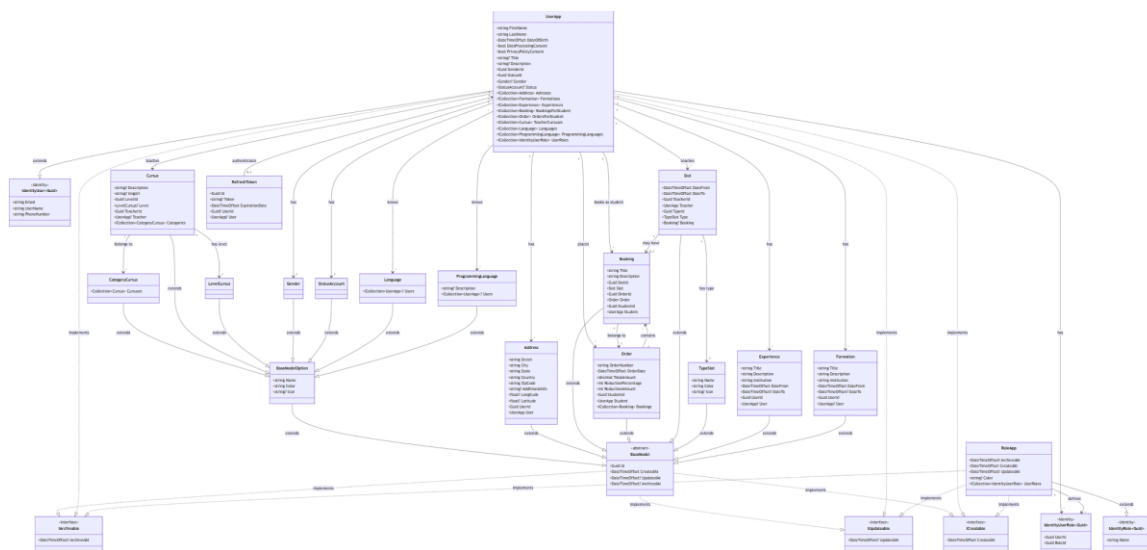 UserApp
+string FirstName
+string LastName
+DateTimeOffset DateOfBirth
+bool DataProcessingConsent
+bool PrivacyPolicyConsent
+string? Title
+string? Description
+Guid GenderId
+Guid StatusId
+Gender? Gender
+StatusAccount? Status
+ICollection<Address> Adresses
+ICollection<Formation> Formations
+ICollection<Experience> Experiences
+ICollection<Booking> BookingsForStudent
+ICollection<Order> OrdersForStudent
+ICollection<Cursus> TeacherCursuses
+ICollection<Language> Languages
+ICollection<ProgrammingLanguage> ProgrammingLanguages
+ICollection<IdentityUserRole> UserRoles
extends
teaches
authentication
has
has
knows
knows
has
places
books as student
teaches
has
has
implements
implements
implements
has
«Identity»
IdentityUser<Guid>
+string Email
+string UserName
+string PhoneNumber
Cursus
+string? Description
+string? ImgUrl
+Guid LevelId
+LevelCursus? Level
+Guid TeacherId
+UserApp? Teacher
+ICollection<CategoryCursus> Categories
RefreshToken
+Guid Id
+string? Token
+DateTimeOffset ExpirationDate
+Guid UserId
+UserApp? User
Slot
+DateTimeOffset DateFrom
+DateTimeOffset DateTo
+Guid TeacherId
+UserApp Teacher
+Guid TypeId
+TypeSlot Type
+Booking? Booking
belongs to
has level
may have
has type
Booking
+string Title
+string Description
+Guid SlotId
+Slot Slot
+Guid OrderId
+Order Order
+Guid StudentId
+UserApp Student
CategoryCursus
+ICollection<Cursus> Cursuses
LevelCursus
Gender
StatusAccount
Language
+ICollection<UserApp>? Users
ProgrammingLanguage
+string? Description
+ICollection<UserApp>? Users
belongs to
contains
extends
Address
+string Street
+string City
+string State
+string Country
+string ZipCode
+string? AdditionalInfo
+float? Longitude
+float? Latitude
+Guid UserId
+UserApp User
Order
+string OrderNumber
+DateTimeOffset OrderDate
+decimal TotalAmount
+int ReductionPercentage
+int ReductionAmount
+Guid StudentId
+UserApp Student
+ICollection<Booking> Bookings
TypeSlot
+string Name
+string Color
+string? Icon
Experience
+string Title
+string Description
+string Institution
+DateTimeOffset DateFrom
+DateTimeOffset? DateTo
+Guid UserId
+UserApp? User
Formation
+string Title
+string Description
+string Institution
+DateTimeOffset DateFrom
+DateTimeOffset? DateTo
+Guid UserId
+UserApp? User
BaseModelOption
+string Name
+string Color
+string? Icon
extends
«abstract»
BaseModel
+Guid Id
+DateTimeOffset CreatedAt
+DateTimeOffset? UpdatedAt
+DateTimeOffset? ArchivedAt
RoleApp
+DateTimeOffset? ArchivedAt
+DateTimeOffset CreatedAt
+DateTimeOffset? UpdatedAt
+string? Color
+ICollection<IdentityUserRole> UserRoles
implements
implements
implements
implements
implements
implements
defines
extends
«interface»
IArchivable
+DateTimeOffset? ArchivedAt
«interface»
IUpdateable
+DateTimeOffset? UpdatedAt
«interface»
ICreatable
+DateTimeOffset CreatedAt
«Identity»
IdentityUserRole<Guid>
+Guid UserId
+Guid RoleId
«Identity»
IdentityRole<Guid>
+string Name